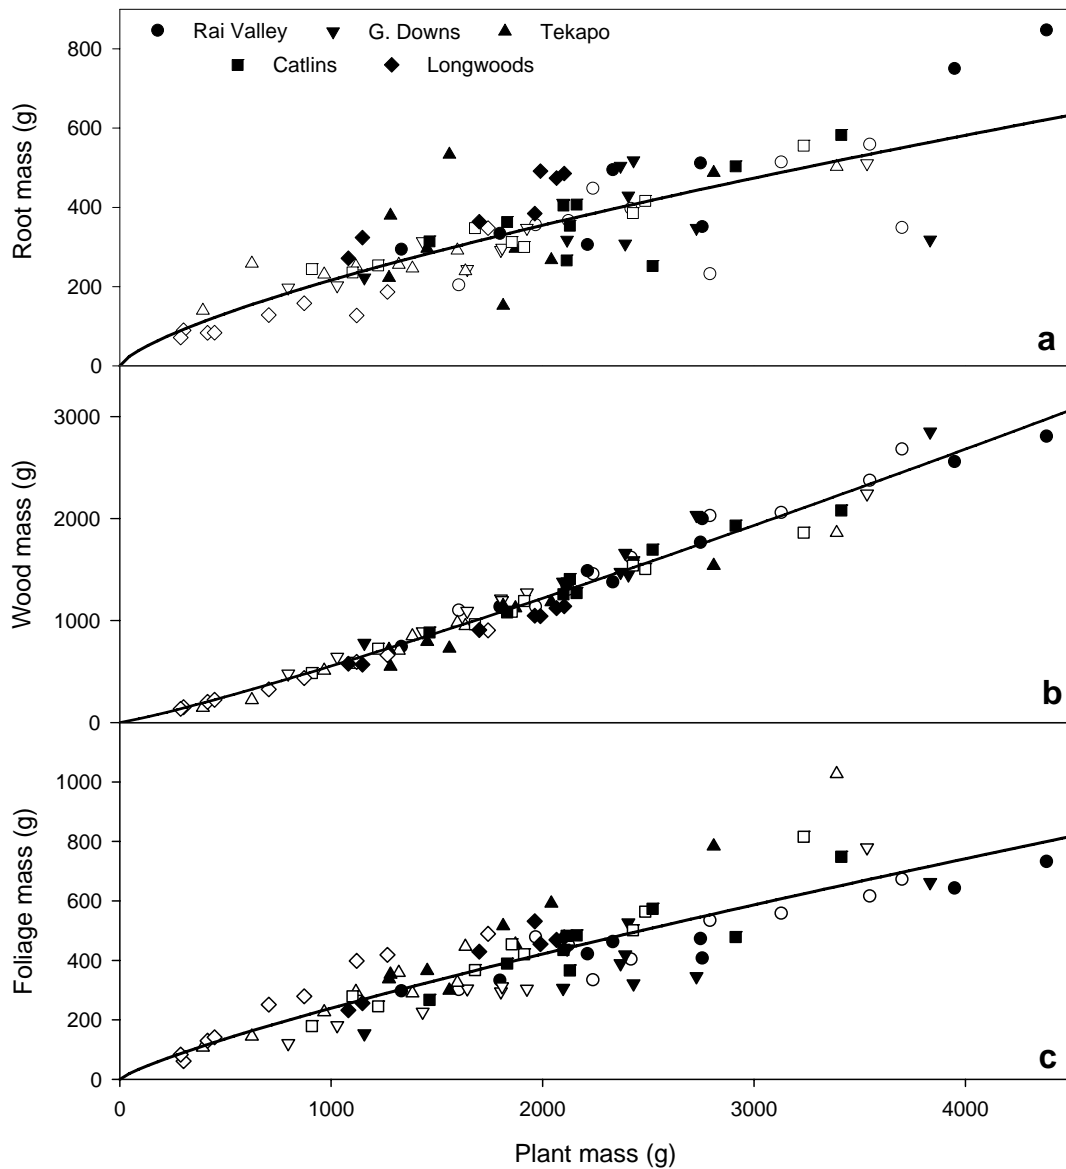 Rai Valley G. Downs Tekapo
Catlins Longwoods
Root mass (g)
800
600
400
200
0
a
Wood mass (g)
3000
2000
1000
0
b
Foliage mass (g)
1000
800
600
400
200
0
c
0 1000 2000 3000 4000
Plant mass (g)